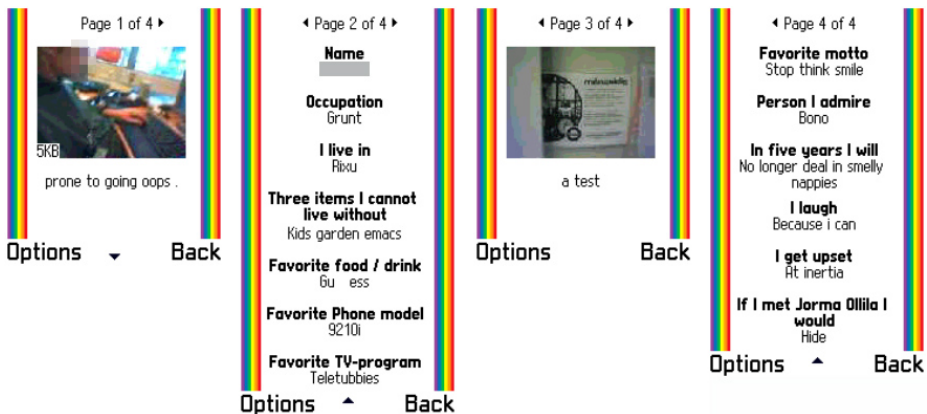 Page 1 of 4
5KB
prone to going oops .
Options
Back
Page 2 of 4
Name
Occupation
Grunt
I live in
Rixu
Three items I cannot
live without
Kids garden emacs
Favorite food / drink
Gu ess
Favorite Phone model
9210i
Favorite TV-program
Teletubbies
Options
Back
Page 3 of 4
a test
Options
Back
Page 4 of 4
Favorite motto
Stop think smile
Person I admire
Bono
In five years I will
No longer deal in smelly
nappies
I laugh
Because i can
I get upset
At inertia
If I met Jorma Ollila I
would
Hide
Options
Back